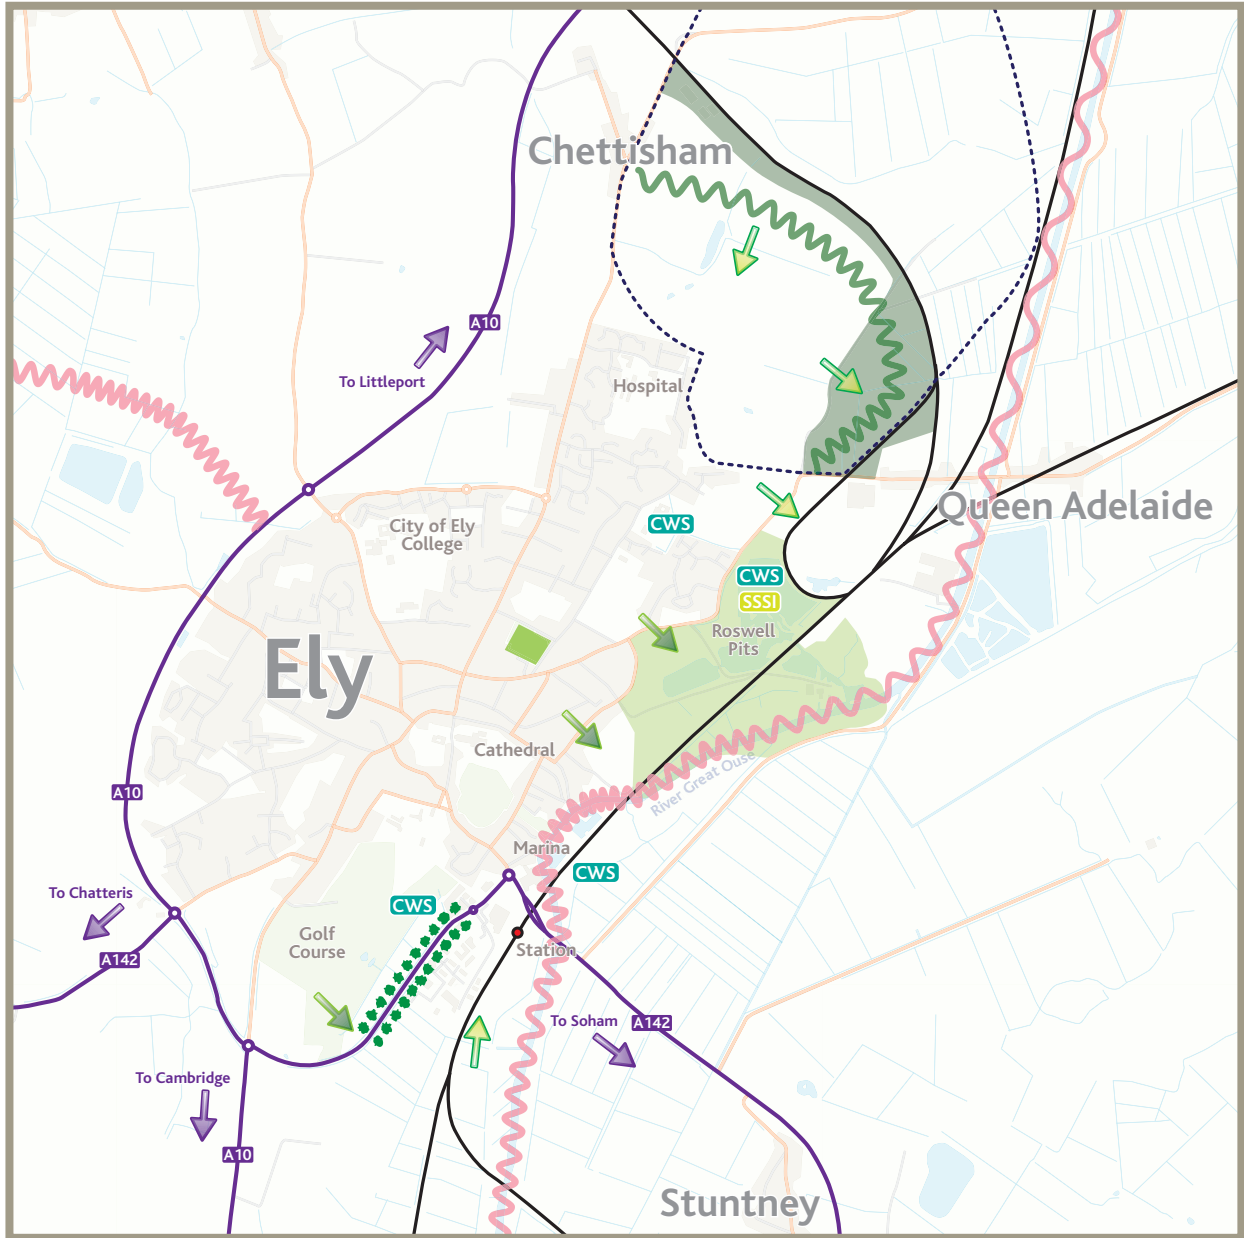 Chettisham
A10
To Littleport
Hospital
Queen Adelaide
CWS
City of Ely
College
CWS
SSSI
Roswell
Pits
Ely
Cathedral
River Great Ouse
A10
Marina
CWS
To Chatteris
CWS
Golf
Course
Station
A142
To Soham
A142
To Cambridge
A10
Stuntney